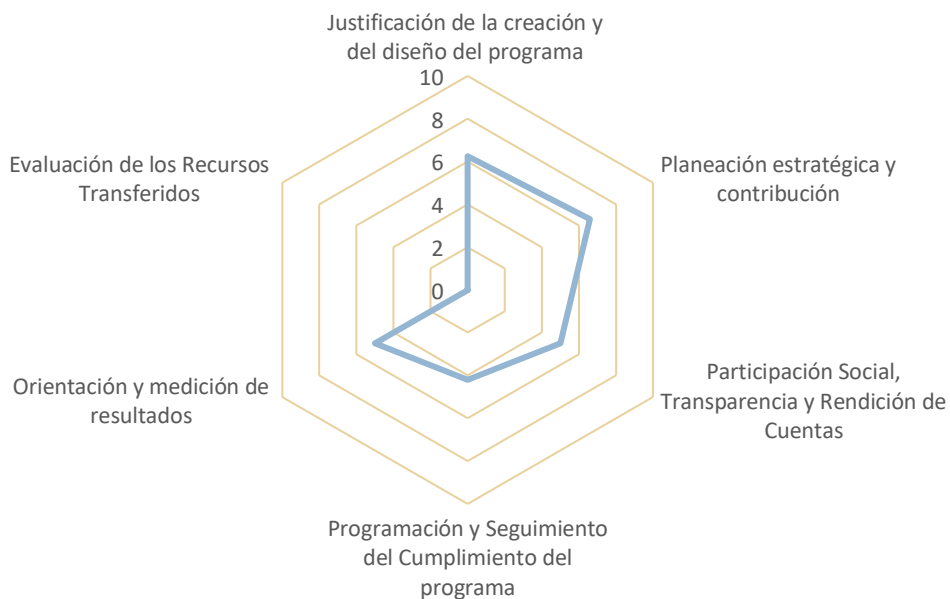 Justificación de la creación y
del diseño del programa
10
8
6
4
2
0
Planeación estratégica y
contribución
Participación Social,
Transparencia y Rendición de
Cuentas
Programación y Seguimiento
del Cumplimiento del
programa
Orientación y medición de
resultados
Evaluación de los Recursos
Transferidos